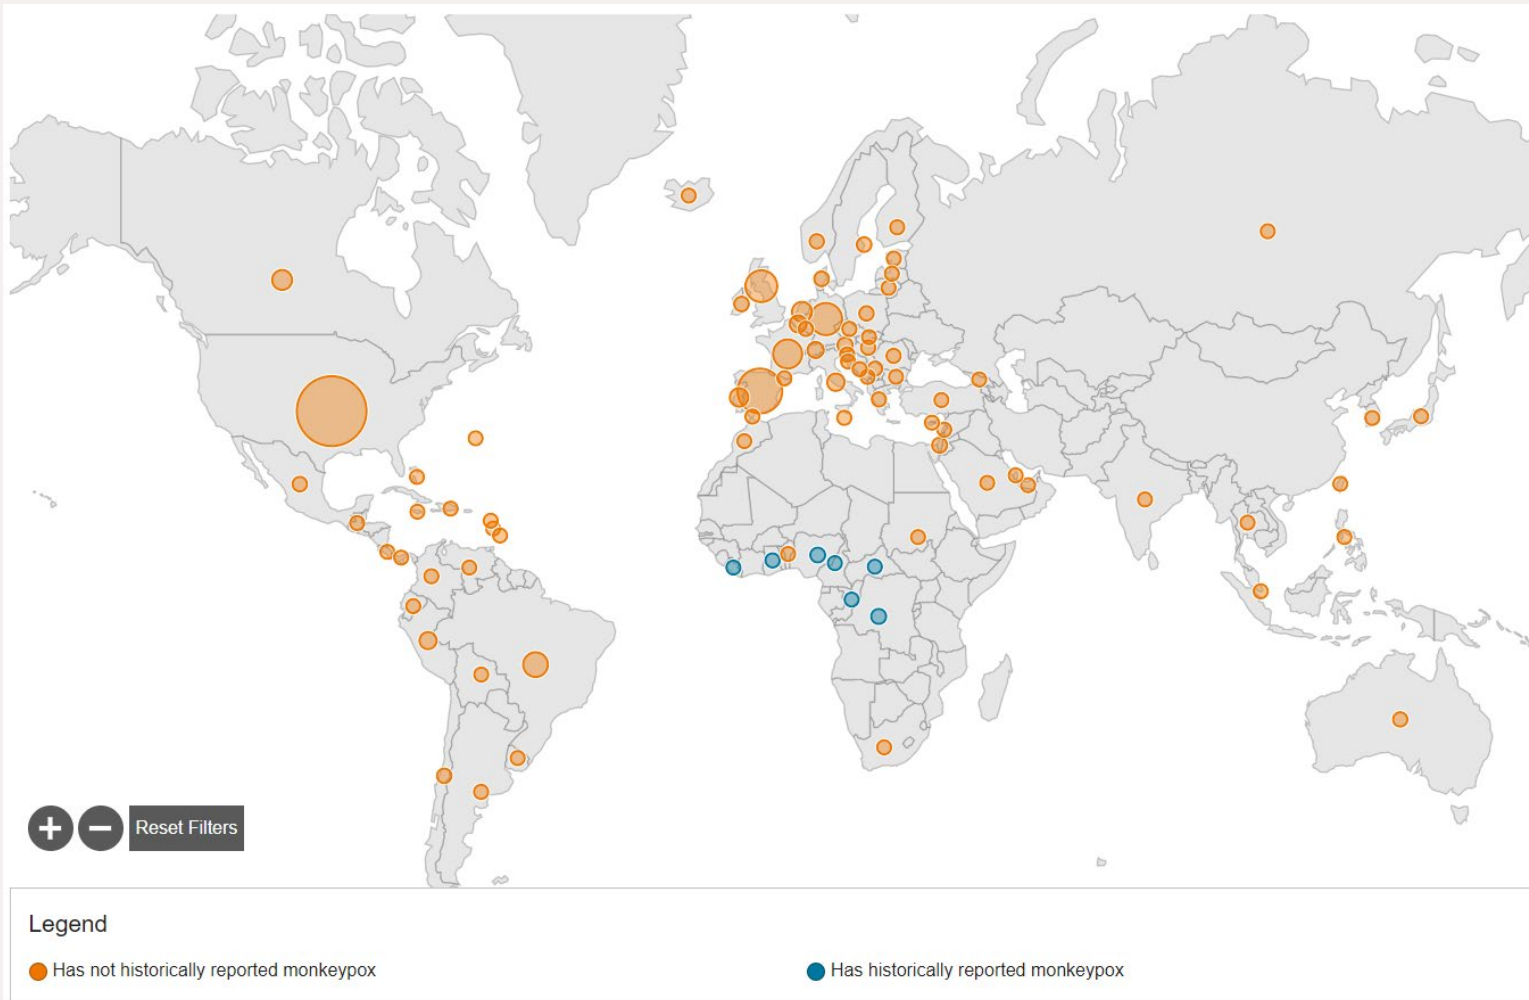 Reset Filters
Legend
Has not historically reported monkeypox
Has historically reported monkeypox